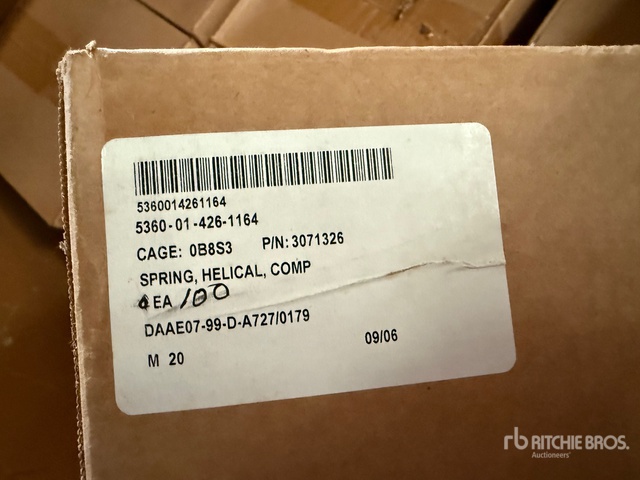 5360014261164
5360-01-426-1164
CAGE: 0B8S3 P/N: 3071326
SPRING, HELICAL, COMP
EA 100
DAAE07-99-D-A727/0179
M 20 09/06
rb RITCHIE BROS.
Auctioneers